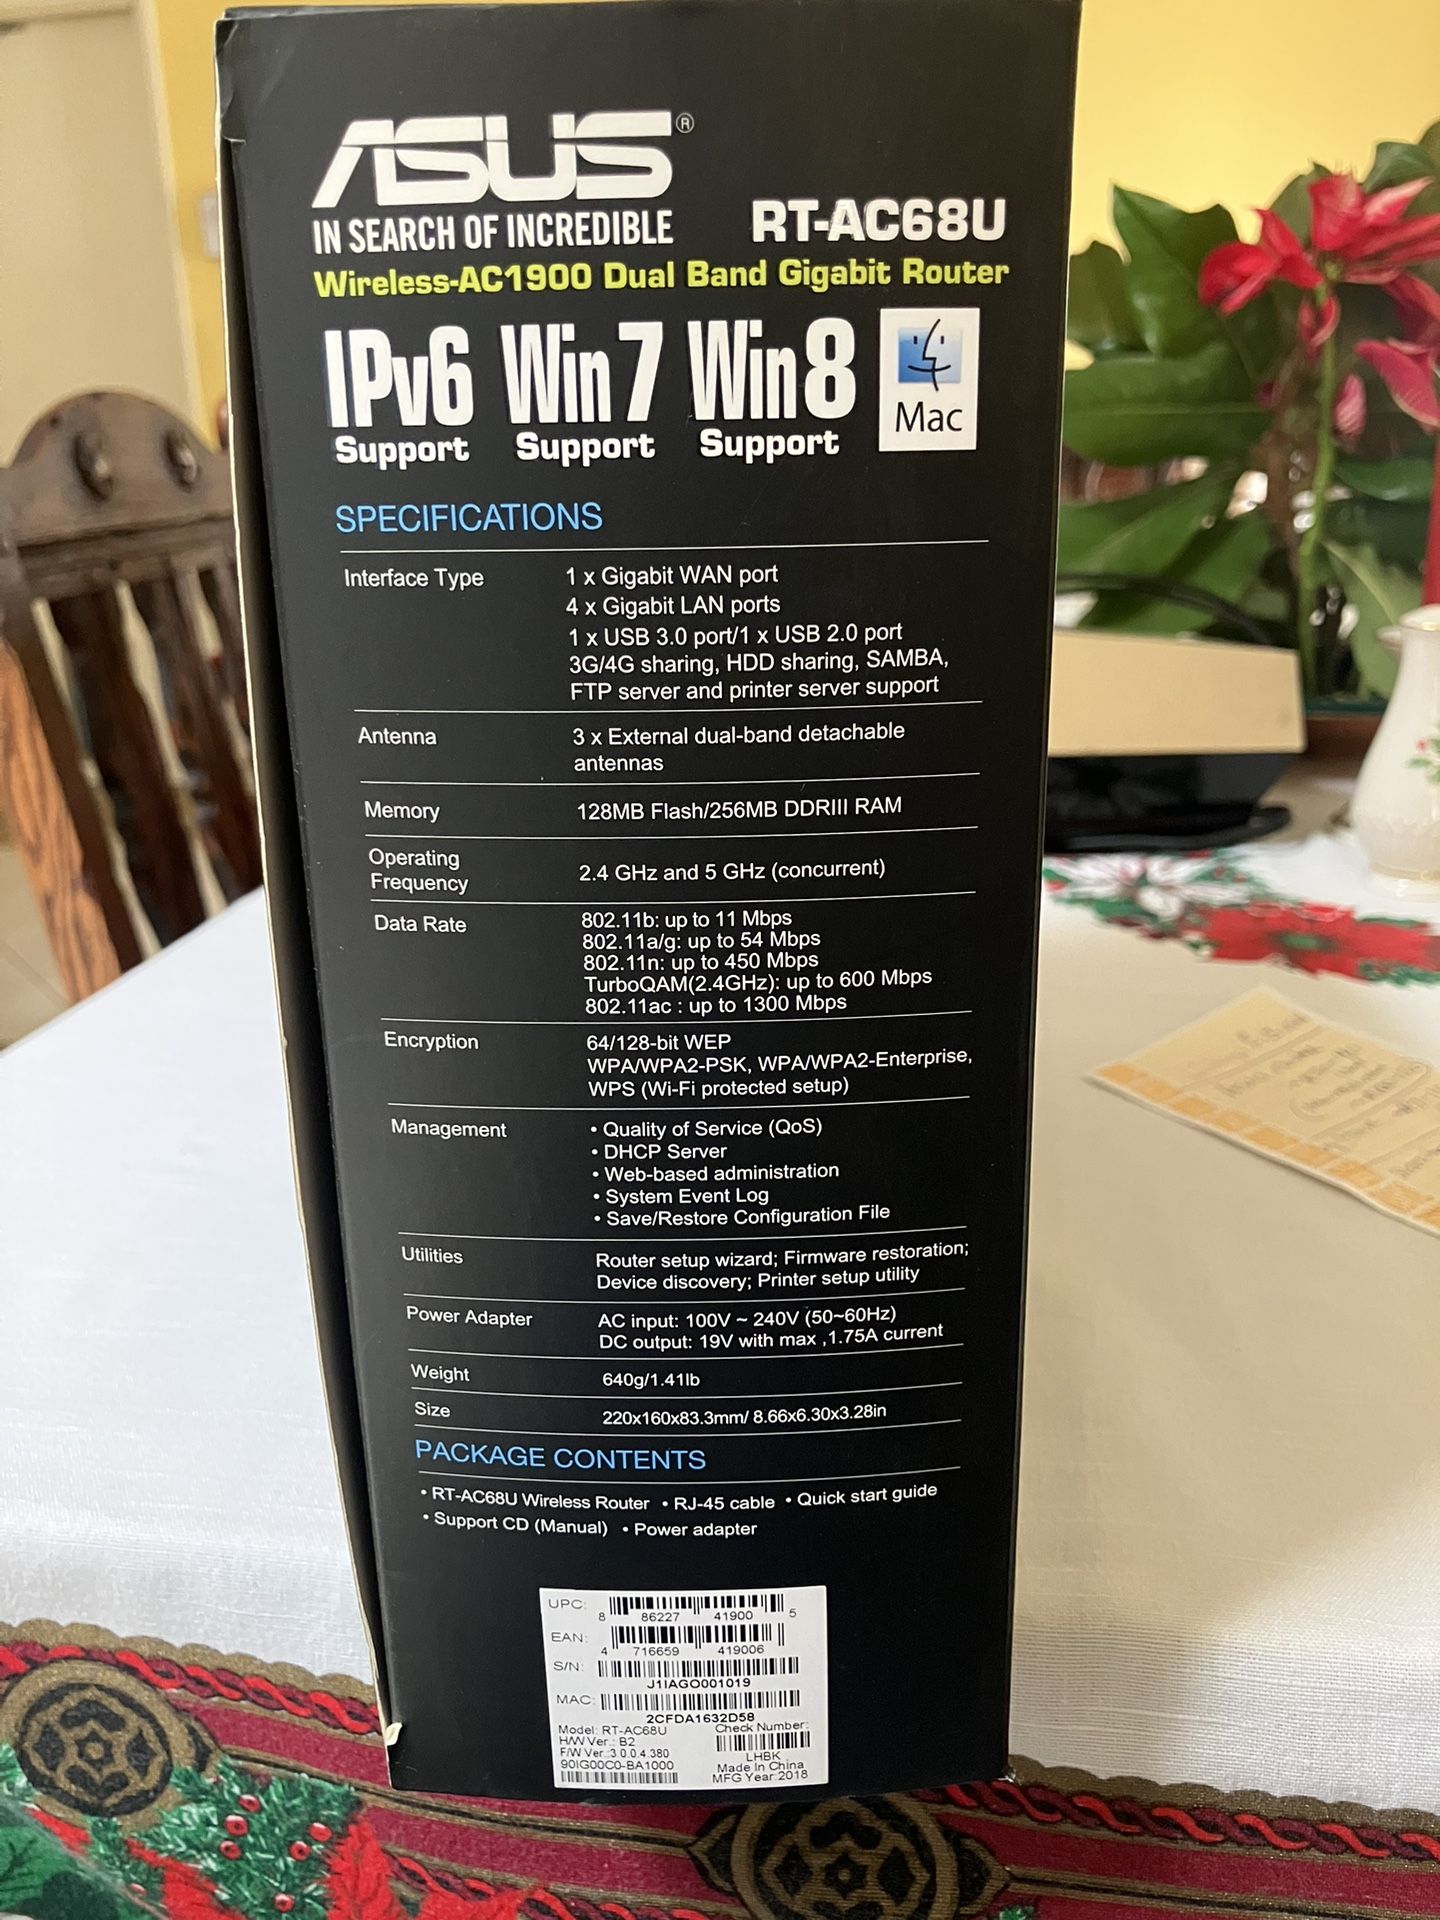 ASUS®
IN SEARCH OF INCREDIBLE
RT-AC68U
Wireless-AC1900 Dual Band Gigabit Router
IPv6 Support
Win7 Support
Win8 Support
Mac
SPECIFICATIONS
Interface Type 1 x Gigabit WAN port
4 x Gigabit LAN ports
1 x USB 3.0 port/1 x USB 2.0 port
3G/4G sharing, HDD sharing, SAMBA,
FTP server and printer server support
Antenna 3 x External dual-band detachable
antennas
Memory 128MB Flash/256MB DDRIII RAM
Operating
Frequency 2.4 GHz and 5 GHz (concurrent)
Data Rate 802.11b: up to 11 Mbps
802.11a/g: up to 54 Mbps
802.11n: up to 450 Mbps
TurboQAM(2.4GHz): up to 600 Mbps
802.11ac : up to 1300 Mbps
Encryption 64/128-bit WEP
WPA/WPA2-PSK, WPA/WPA2-Enterprise,
WPS (Wi-Fi protected setup)
Management • Quality of Service (QoS)
• DHCP Server
• Web-based administration
• System Event Log
• Save/Restore Configuration File
Utilities Router setup wizard; Firmware restoration;
Device discovery; Printer setup utility
Power Adapter AC input: 100V ~ 240V (50~60Hz)
DC output: 19V with max ,1.75A current
Weight 640g/1.41lb
Size 220x160x83.3mm/ 8.66x6.30x3.28in
PACKAGE CONTENTS
• RT-AC68U Wireless Router • RJ-45 cable • Quick start guide
• Support CD (Manual) • Power adapter
UPC: 8 86227 41900 5
EAN: 4 716659 419006
S/N: J1IAGO001019
MAC: 2CFDA1632D58
Model: RT-AC68U Check Number:
H/W Ver.: B2
F/W Ver.:3.0.0.4.380 LHBK
90IG00C0-BA1000 Made In China
MFG Year:2018